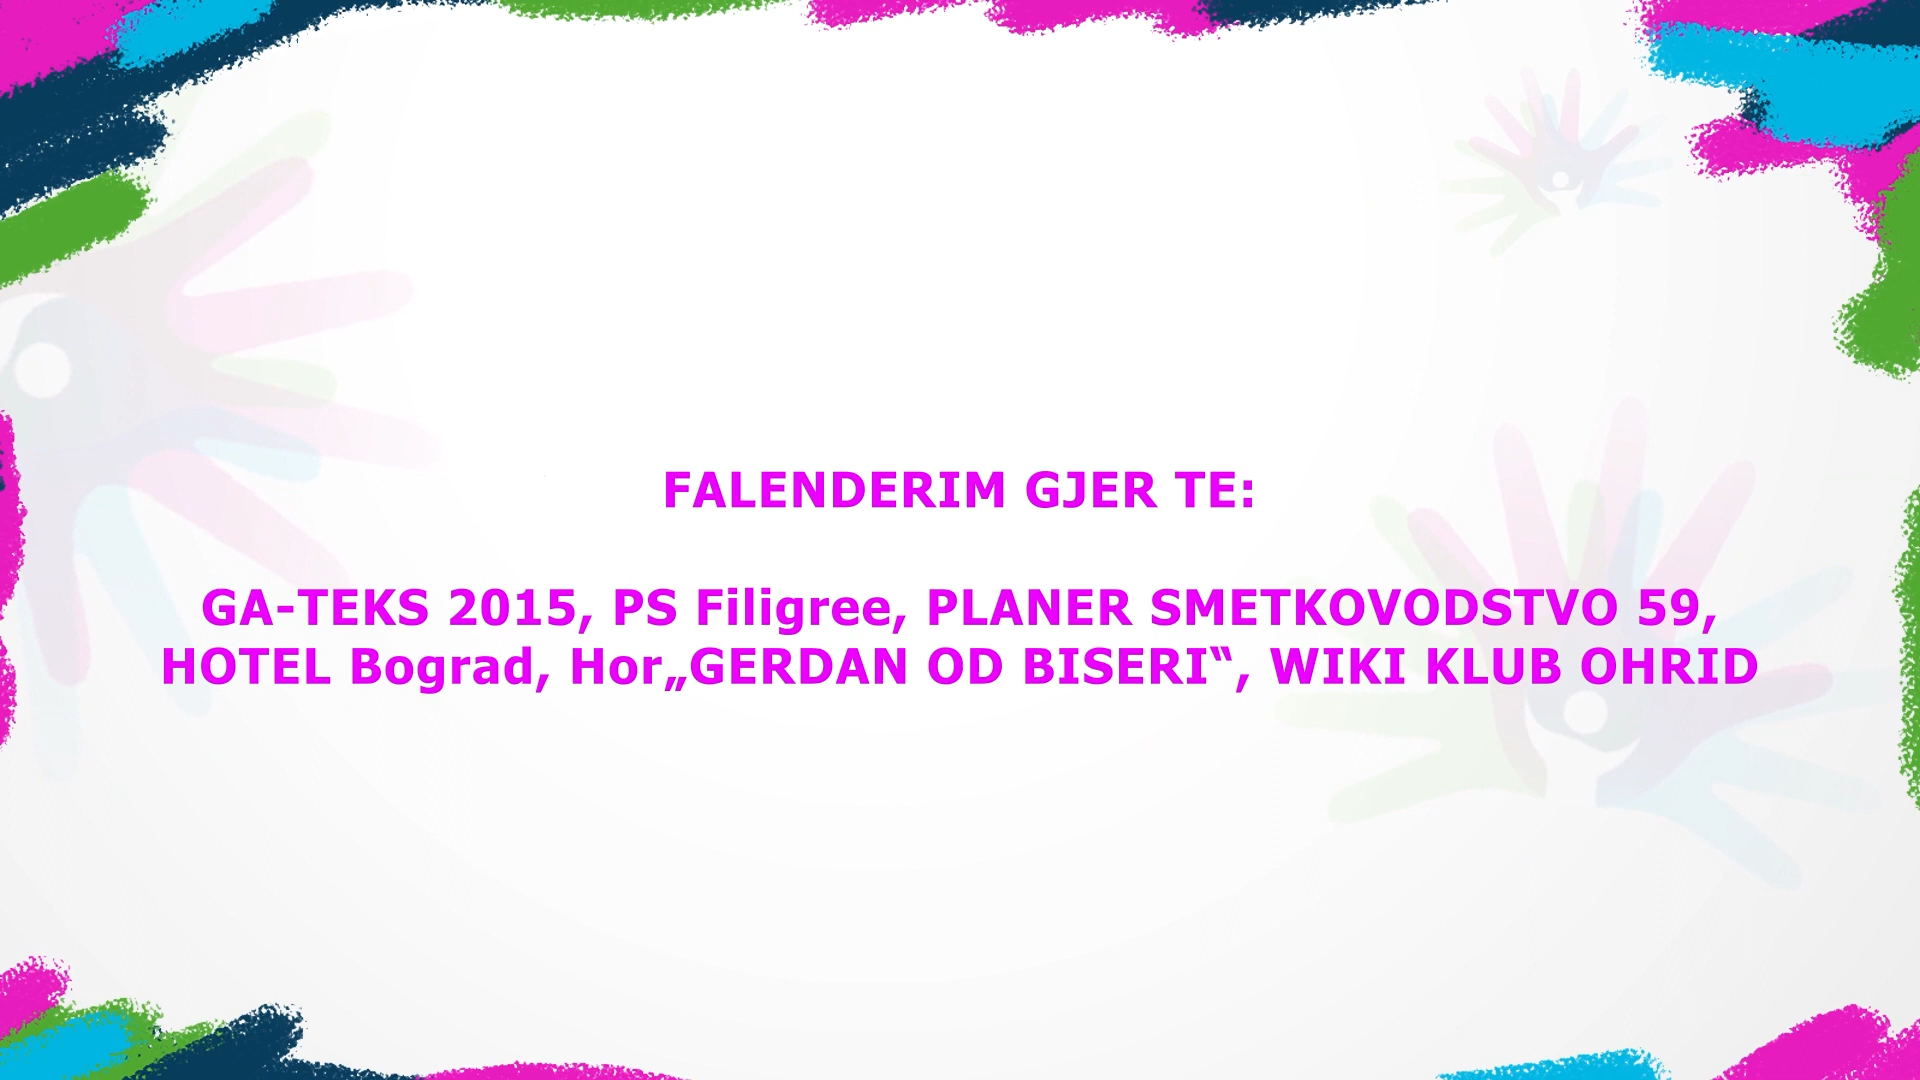 FALENDERIM GJER TE:
GA-TEKS 2015, PS Filigree, PLANER SMETKOVODSTVO 59,
HOTEL Bograd, Hor„GERDAN OD BISERI‟, WIKI KLUB OHRID